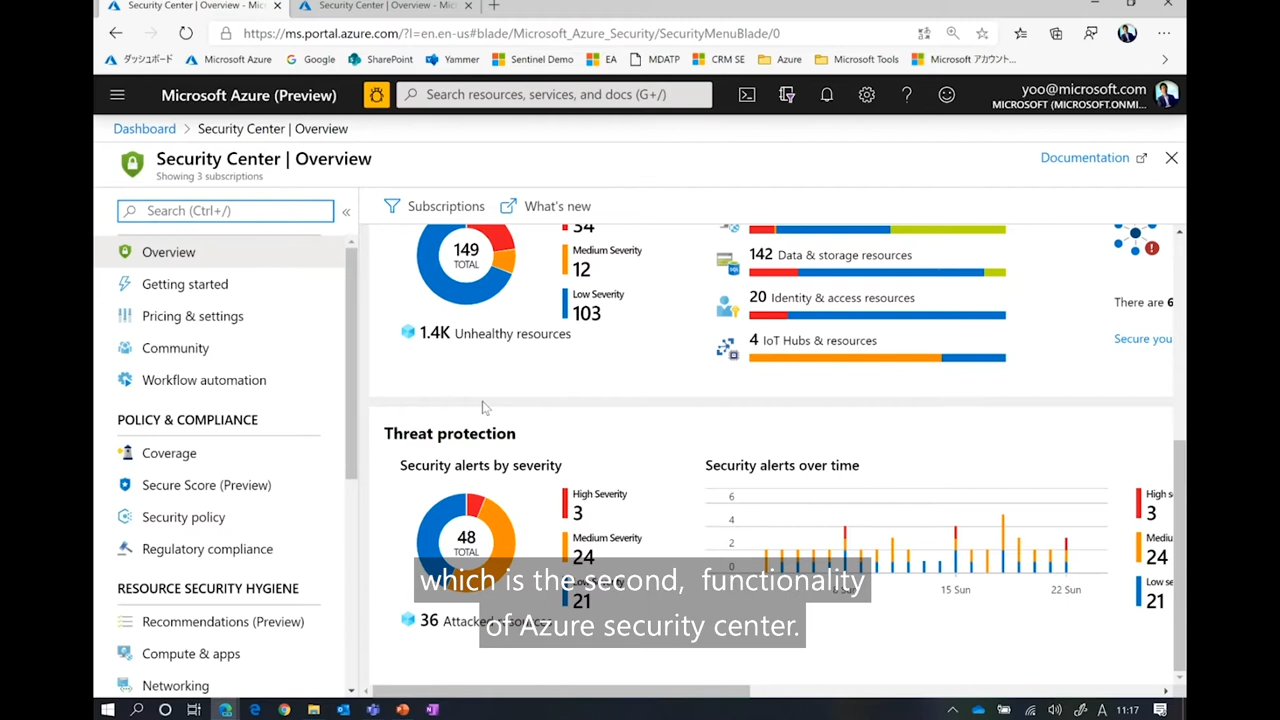 Security Center | Overview - Micros
Security Center | Overview - Micros
https://ms.portal.azure.com/?l=en.en-us#blade/Microsoft_Azure_Security/SecurityMenuBlade/0
ダッシュボード
Microsoft Azure
Google
SharePoint
Yammer
Sentinel Demo
EA
MDATP
CRM SE
Azure
Microsoft Tools
Microsoft アカウント...
Microsoft Azure (Preview)
Search resources, services, and docs (G+/)
yoo@microsoft.com
MICROSOFT (MICROSOFT.ONMI...
Dashboard > Security Center | Overview
Security Center | Overview
Showing 3 subscriptions
Documentation
Search (Ctrl+/)
«
Subscriptions
What's new
Overview
Getting started
Pricing & settings
Community
Workflow automation
POLICY & COMPLIANCE
Coverage
Secure Score (Preview)
Security policy
Regulatory compliance
RESOURCE SECURITY HYGIENE
Recommendations (Preview)
Compute & apps
Networking
149
TOTAL
34
Medium Severity
12
Low Severity
103
1.4K Unhealthy resources
142 Data & storage resources
20 Identity & access resources
4 IoT Hubs & resources
There are 6
Secure you
Threat protection
Security alerts by severity
48
TOTAL
High Severity
3
Medium Severity
24
21
36 Attacked
Security alerts over time
6
4
2
0
15 Sun
22 Sun
High s
3
Mediu
24
Low se
21
which is the second, functionality
of Azure security center.
A
11:17